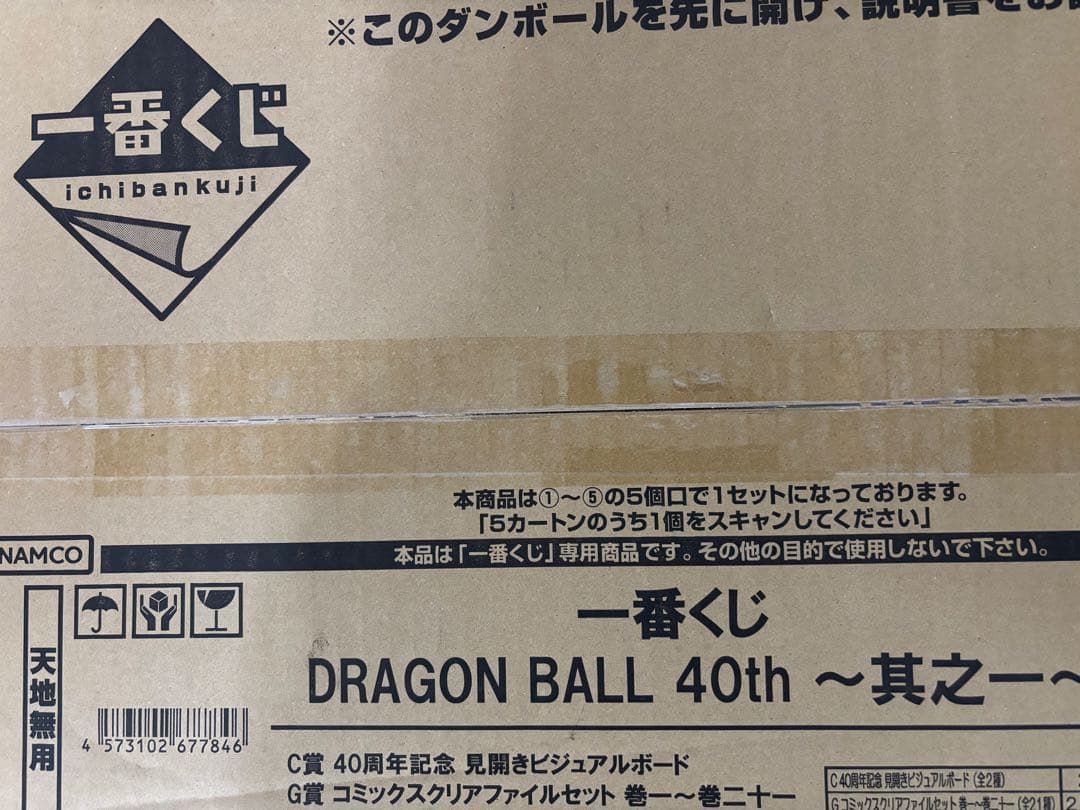 ※このダンボールを先に開け、説明書をお
一番くじ
ichibankuji
本商品は①〜⑤の5個口で1セットになっております。
「5カートンのうち1個をスキャンしてください」
NAMCO
本品は「一番くじ」専用商品です。その他の目的で使用しないで下さい。
天地無用
一番くじ
DRAGON BALL 40th 〜其之一〜
4 573102 677846
C賞 40周年記念 見開きビジュアルボード
G賞 コミックスクリアファイルセット 巻一〜巻二十一
C 40周年記念 見開きビジュアルボード (全2種)
G コミックスクリアファイルセット 巻一〜巻二十一 (全21種)